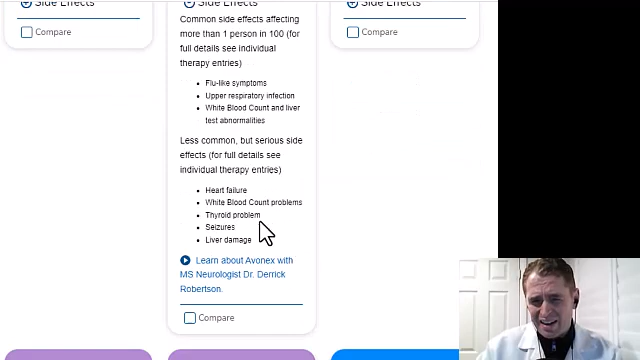 Side Effects
Side Effects
Side Effects
Compare
Common side effects affecting
more than 1 person in 100 (for
full details see individual
therapy entries)
Flu-like symptoms
Upper respiratory infection
White Blood Count and liver
test abnormalities
Less common, but serious side
effects (for full details see
individual therapy entries)
Heart failure
White Blood Count problems
Thyroid problem
Seizures
Liver damage
Learn about Avonex with
MS Neurologist Dr. Derrick
Robertson.
Compare
Compare